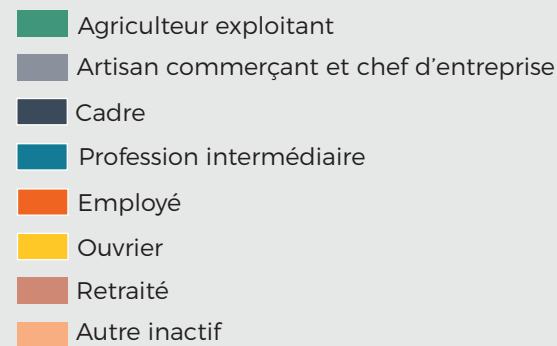 Agriculteur exploitant
Artisan commerçant et chef d’entreprise
Cadre
Profession intermédiaire
Employé
Ouvrier
Retraité
Autre inactif